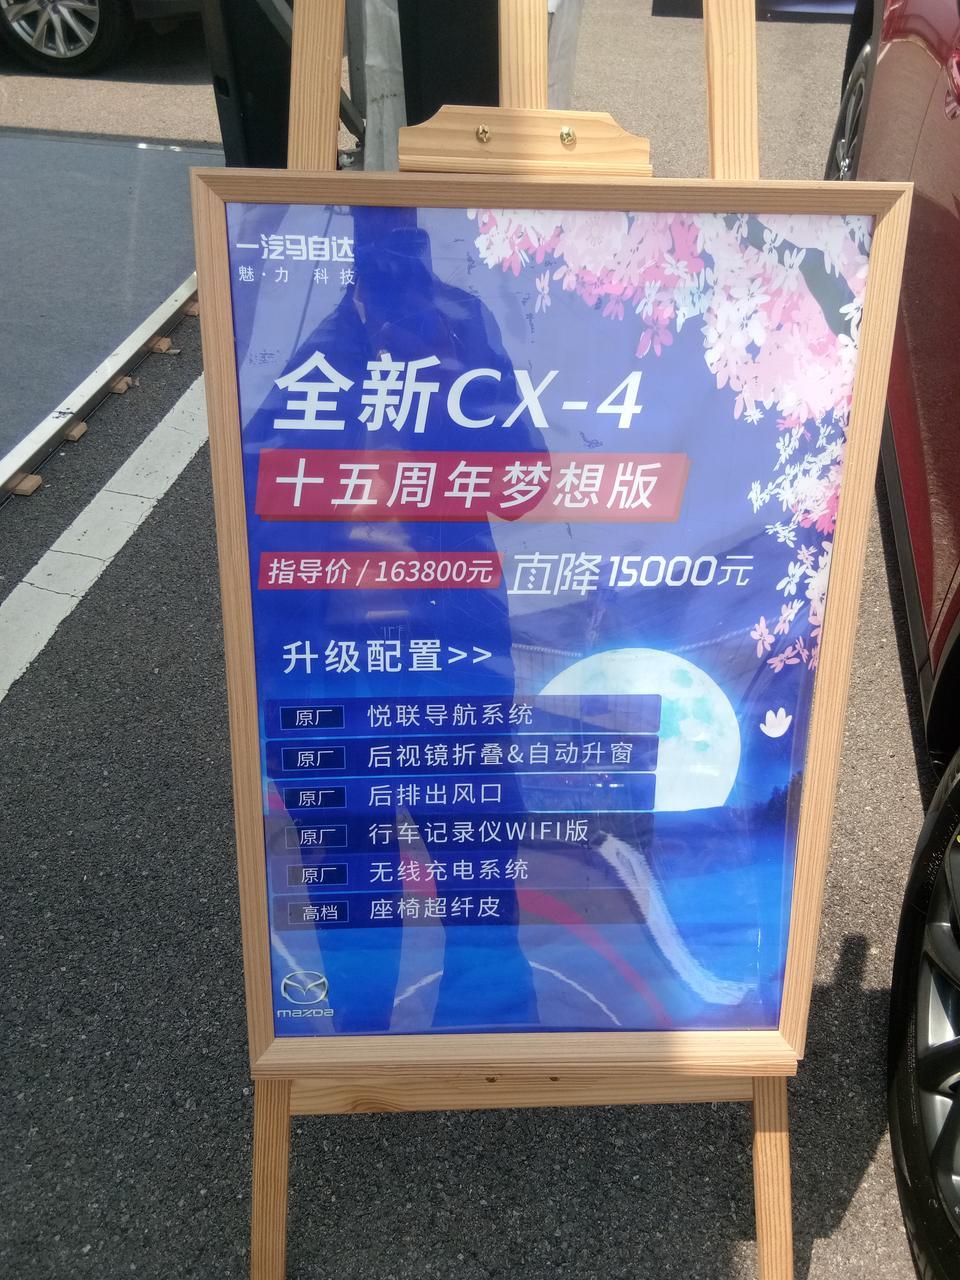 一汽马自达
魅·力 科技
全新CX-4
十五周年梦想版
指导价 / 163800元 直降15000元
升级配置>>
原厂 悦联导航系统
原厂 后视镜折叠&自动升窗
原厂 后排出风口
原厂 行车记录仪WIFI版
原厂 无线充电系统
高档 座椅超纤皮
mazda